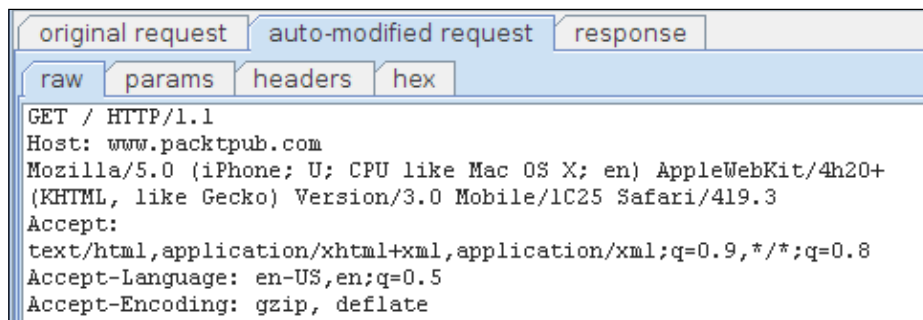 original request auto-modified request response
raw params headers hex
GET / HTTP/1.1
Host: www.packtpub.com
Mozilla/5.0 (iPhone; U; CPU like Mac OS X; en) AppleWebKit/4h20+
(KHTML, like Gecko) Version/3.0 Mobile/1C25 Safari/419.3
Accept:
text/html,application/xhtml+xml,application/xml;q=0.9,*/*;q=0.8
Accept-Language: en-US,en;q=0.5
Accept-Encoding: gzip, deflate